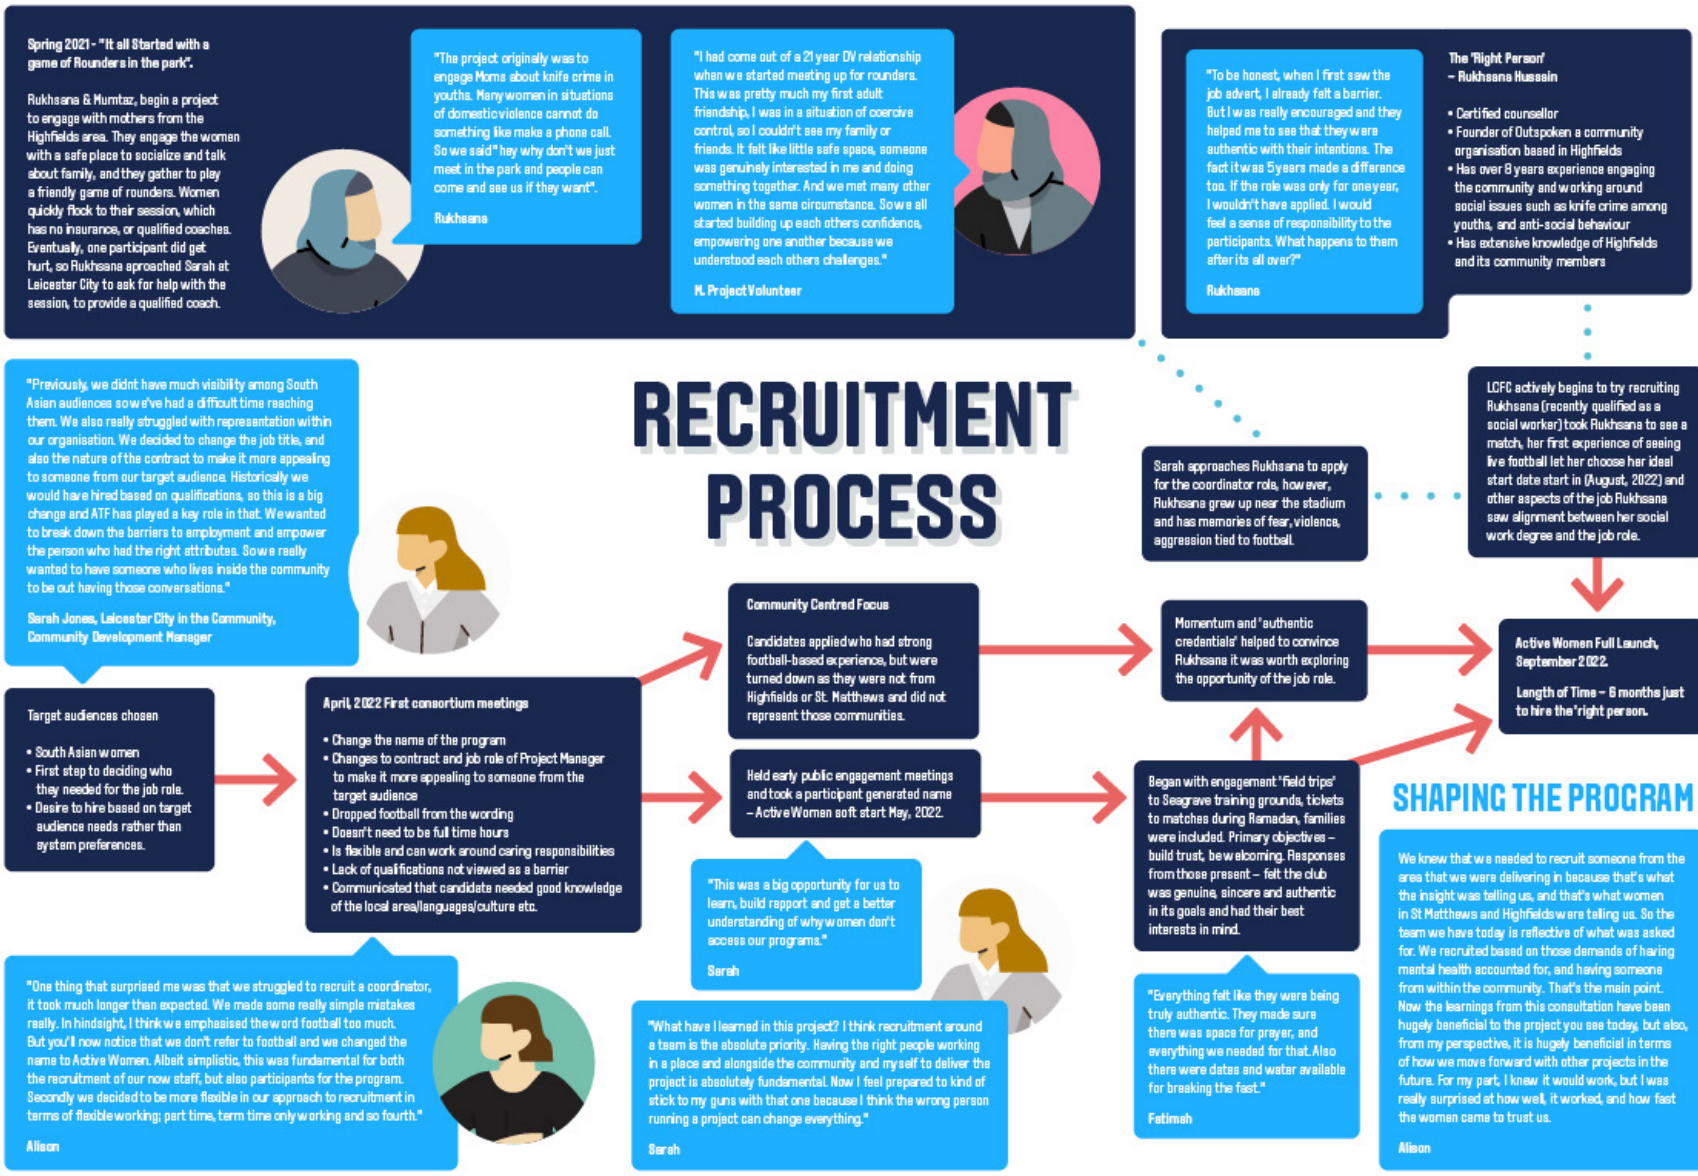 Spring 2021 - "It all Started with a
game of Rounders in the park".
Rukhsana & Mumtaz, begin a project
to engage with mothers from the
Highfields area. They engage the women
with a safe place to socialize and talk
about family, and they gather to play
a friendly game of rounders. Women
quickly flock to their session, which
has no insurance, or qualified coaches.
Eventually, one participant did get
hurt, so Rukhsana aproached Sarah at
Leicester City to ask for help with the
session, to provide a qualified coach.
"The project originally was to
engage Moms about knife crime in
youths. Many women in situations
of domestic violence cannot do
something like make a phone call.
So we said" hey why don't we just
meet in the park and people can
come and see us if they want".
Rukhsana
"I had come out of a 21 year DV relationship
when we started meeting up for rounders.
This was pretty much my first adult
friendship, I was in a situation of coercive
control, so I couldn't see my family or
friends. It felt like little safe space, someone
was genuinely interested in me and doing
something together. And we met many other
women in the same circumstance. So we all
started building up each others confidence,
empowering one another because we
understood each others challenges."
M. Project Volunteer
"To be honest, when I first saw the
job advert, I already felt a barrier.
But I was really encouraged and they
helped me to see that they were
authentic with their intentions. The
fact it was 5 years made a difference
too. If the role was only for one year,
I wouldn't have applied. I would
feel a sense of responsibility to the
participants. What happens to them
after its all over?"
Rukhsana
The 'Right Person'
– Rukhsana Hussain
• Certified counsellor
• Founder of Outspoken a community
organisation based in Highfields
• Has over 8 years experience engaging
the community and working around
social issues such as knife crime among
youths, and anti-social behaviour
• Has extensive knowledge of Highfields
and its community members
"Previously, we didnt have much visibility among South
Asian audiences so we've had a difficult time reaching
them. We also really struggled with representation within
our organisation. We decided to change the job title, and
also the nature of the contract to make it more appealing
to someone from our target audience. Historically we
would have hired based on qualifications, so this is a big
change and ATF has played a key role in that. We wanted
to break down the barriers to employment and empower
the person who had the right attributes. So we really
wanted to have someone who lives inside the community
to be out having those conversations."
Sarah Jones, Leicester City in the Community,
Community Development Manager
RECRUITMENT
PROCESS
Sarah approaches Rukhsana to apply
for the coordinator role, however,
Rukhsana grew up near the stadium
and has memories of fear, violence,
aggression tied to football.
LCFC actively begins to try recruiting
Rukhsana (recently qualified as a
social worker) took Rukhsana to see a
match, her first experience of seeing
live football let her choose her ideal
start date start in (August, 2022) and
other aspects of the job Rukhsana
saw alignment between her social
work degree and the job role.
Target audiences chosen
• South Asian women
• First step to deciding who
they needed for the job role.
• Desire to hire based on target
audience needs rather than
system preferences.
April, 2022 First consortium meetings
• Change the name of the program
• Changes to contract and job role of Project Manager
to make it more appealing to someone from the
target audience
• Dropped football from the wording
• Doesn't need to be full time hours
• Is flexible and can work around caring responsibilities
• Lack of qualifications not viewed as a barrier
• Communicated that candidate needed good knowledge
of the local area/languages/culture etc.
Community Centred Focus
Candidates applied who had strong
football-based experience, but were
turned down as they were not from
Highfields or St. Matthews and did not
represent those communities.
Momentum and 'authentic
credentials' helped to convince
Rukhsana it was worth exploring
the opportunity of the job role.
Active Women Full Launch,
September 2022.
Length of Time – 6 months just
to hire the 'right person.
Held early public engagement meetings
and took a participant generated name
– Active Women soft start May, 2022.
Began with engagement 'field trips'
to Seagrave training grounds, tickets
to matches during Ramadan, families
were included. Primary objectives –
build trust, be welcoming. Responses
from those present – felt the club
was genuine, sincere and authentic
in its goals and had their best
interests in mind.
"This was a big opportunity for us to
learn, build rapport and get a better
understanding of why women don't
access our programs."
Sarah
"One thing that surprised me was that we struggled to recruit a coordinator,
it took much longer than expected. We made some really simple mistakes
really. In hindsight, I think we emphasised the word football too much.
But you'll now notice that we don't refer to football and we changed the
name to Active Women. Albeit simplistic, this was fundamental for both
the recruitment of our now staff, but also participants for the program.
Secondly we decided to be more flexible in our approach to recruitment in
terms of flexible working; part time, term time only working and so fourth."
Alison
"What have I learned in this project? I think recruitment around
a team is the absolute priority. Having the right people working
in a place and alongside the community and myself to deliver the
project is absolutely fundamental. Now I feel prepared to kind of
stick to my guns with that one because I think the wrong person
running a project can change everything."
Sarah
"Everything felt like they were being
truly authentic. They made sure
there was space for prayer, and
everything we needed for that. Also
there were dates and water available
for breaking the fast."
Fatimah
SHAPING THE PROGRAM
We knew that we needed to recruit someone from the
area that we were delivering in because that's what
the insight was telling us, and that's what women
in St Matthews and Highfields were telling us. So the
team we have today is reflective of what was asked
for. We recruited based on those demands of having
mental health accounted for, and having someone
from within the community. That's the main point.
Now the learnings from this consultation have been
hugely beneficial to the project you see today, but also,
from my perspective, it is hugely beneficial in terms
of how we move forward with other projects in the
future. For my part, I knew it would work, but I was
really surprised at how well, it worked, and how fast
the women came to trust us.
Alison